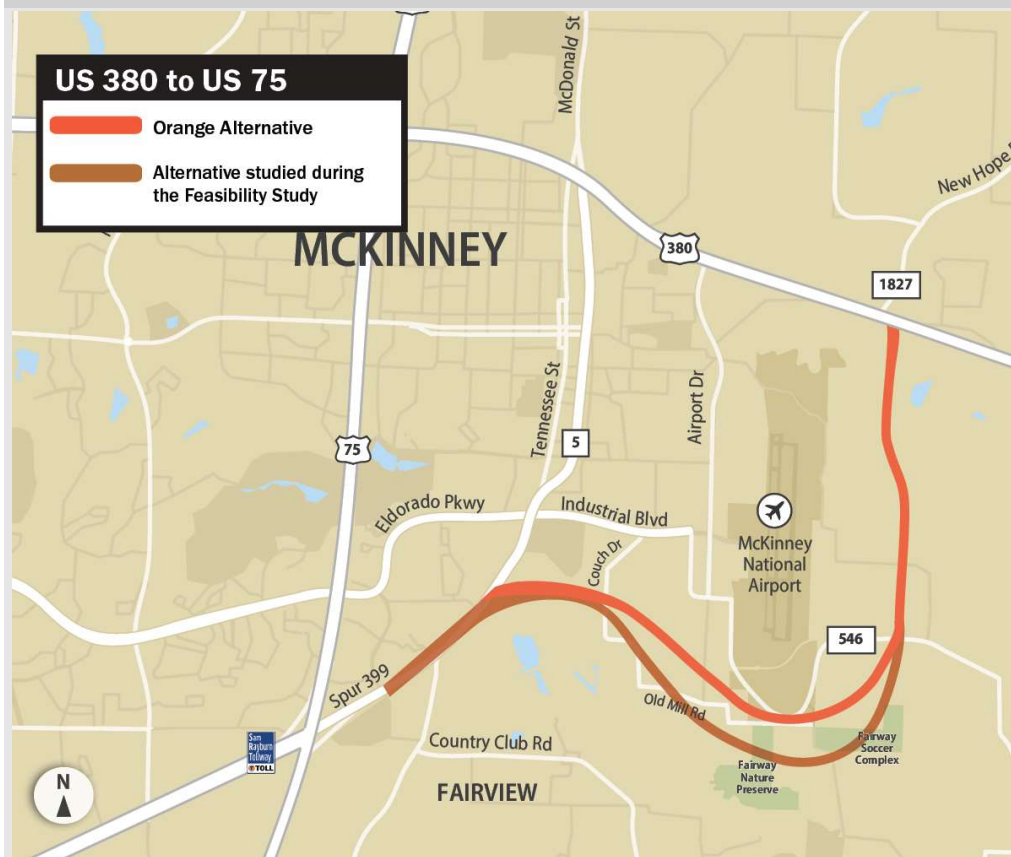 US 380 to US 75
Orange Alternative
Alternative studied during
the Feasibility Study
McDonald St
New Hope
MCKINNEY
380
1827
Tennessee St
Airport Dr
75
5
Eldorado Pkwy
Industrial Blvd
Couch Dr
McKinney
National
Airport
546
Spur 399
Old Mill Rd
Sam
Rayburn
Tollway
TOLL
Country Club Rd
Fairway
Soccer
Complex
Fairway
Nature
Preserve
FAIRVIEW
N